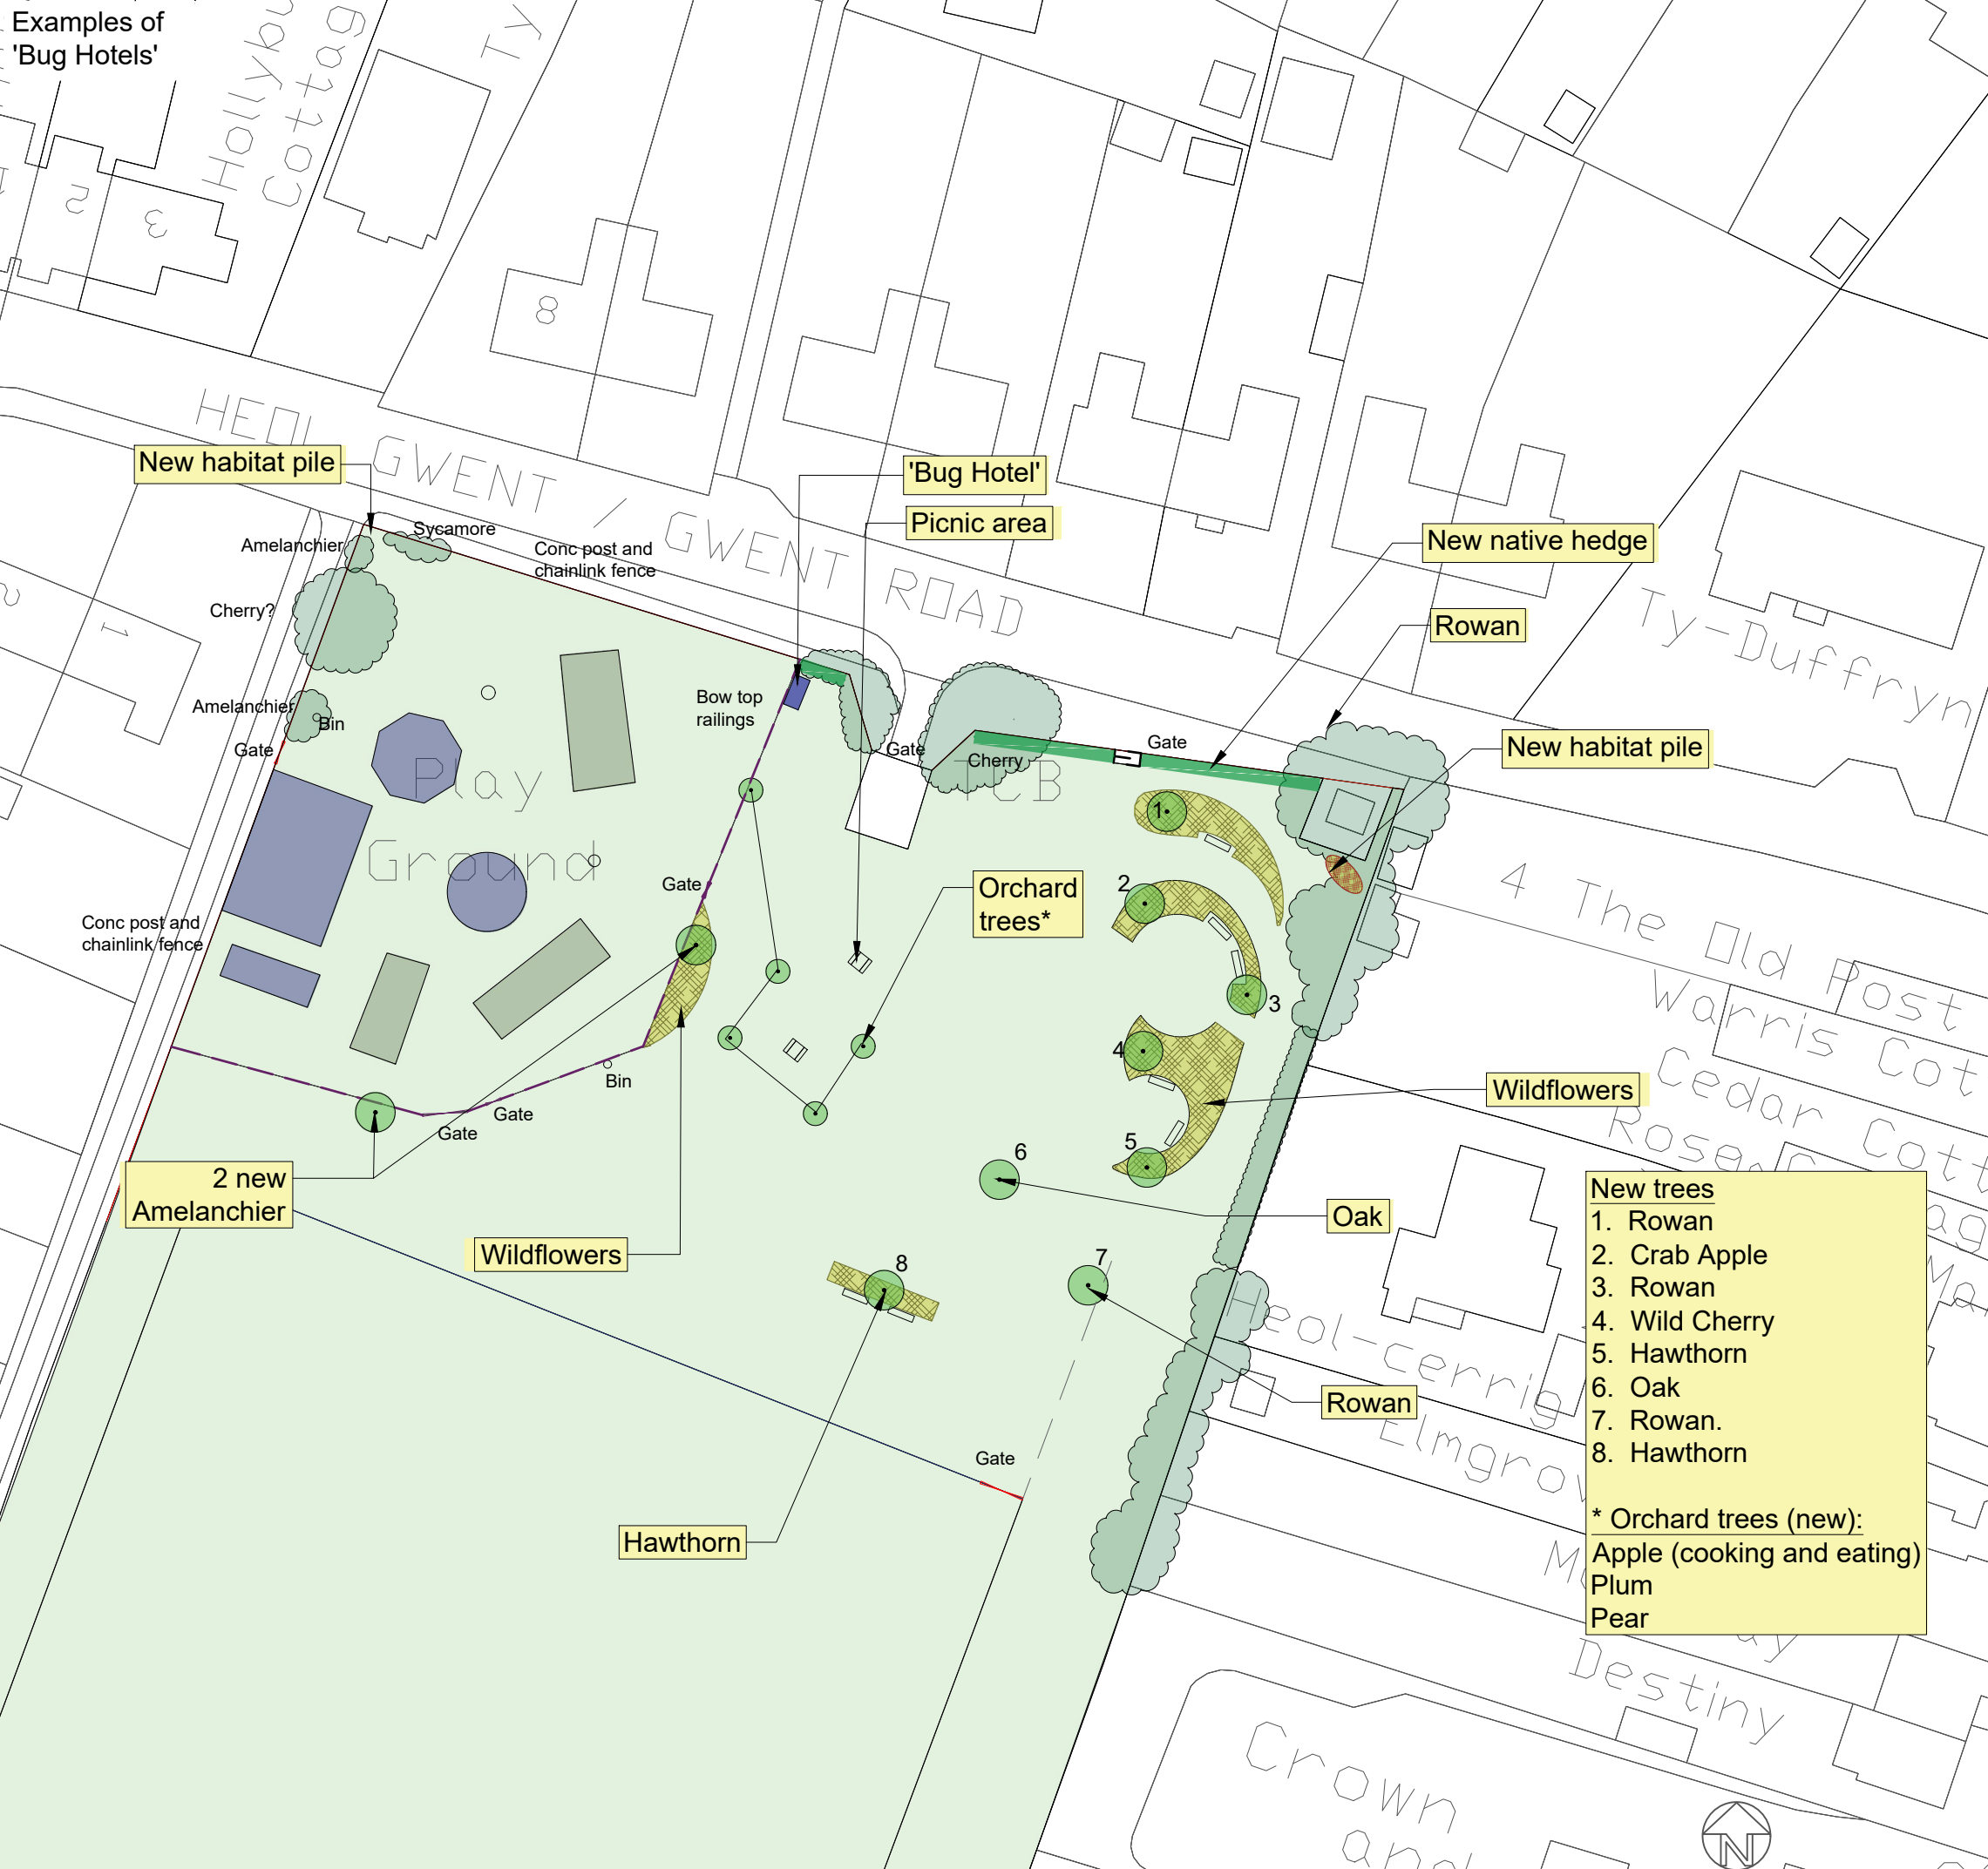 Examples of
'Bug Hotels'
5
3
8
HEOL GWENT / GWENT ROAD
New habitat pile
'Bug Hotel'
Picnic area
New native hedge
Rowan
New habitat pile
Ty-Duffryn
Amelanchier
Sycamore
Conc post and
chainlink fence
Cherry?
1
Amelanchier
Bin
Gate
Bow top
railings
Gate
Cherry
Gate
TCB
Play
Ground
Gate
Conc post and
chainlink fence
Orchard
trees*
1
2
3
4
5
6
7
8
4 The Old Post
Warris Cot
Cedar Cott
Bin
Gate
Gate
2 new
Amelanchier
Wildflowers
Wildflowers
Oak
Rowan
Hawthorn
Gate
Heol-cerrig
New trees
1. Rowan
2. Crab Apple
3. Rowan
4. Wild Cherry
5. Hawthorn
6. Oak
7. Rowan.
8. Hawthorn
* Orchard trees (new):
Apple (cooking and eating)
Plum
Pear
Destiny
Crown
and
N